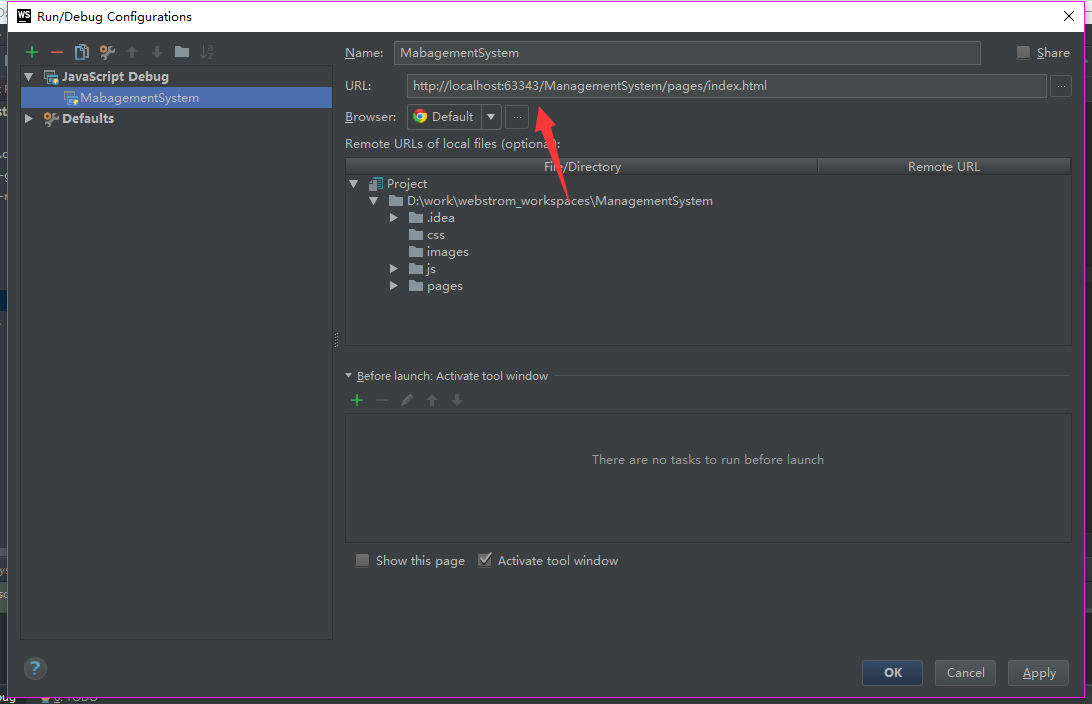 WS Run/Debug Configurations
Name: MabagementSystem Share
URL: http://localhost:63343/ManagementSystem/pages/index.html ...
Browser: Default ...
Remote URLs of local files (optional):
File/Directory Remote URL
JavaScript Debug
MabagementSystem
Defaults
Project
D:\work\webstrom_workspaces\ManagementSystem
.idea
css
images
js
pages
Before launch: Activate tool window
There are no tasks to run before launch
Show this page Activate tool window
?
OK Cancel Apply